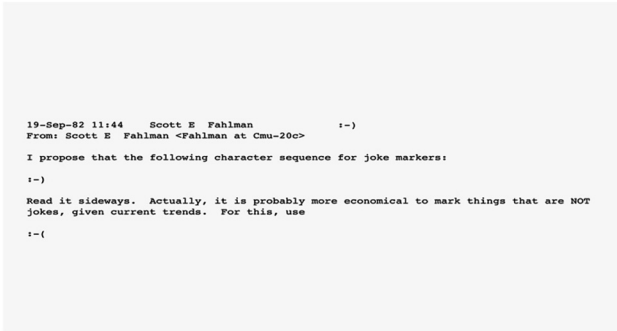 19-Sep-82 11:44    Scott E  Fahlman             :-)
From: Scott E  Fahlman <Fahlman at Cmu-20c>
I propose that the following character sequence for joke markers:
:-)
Read it sideways.  Actually, it is probably more economical to mark things that are NOT
jokes, given current trends.  For this, use
:-(